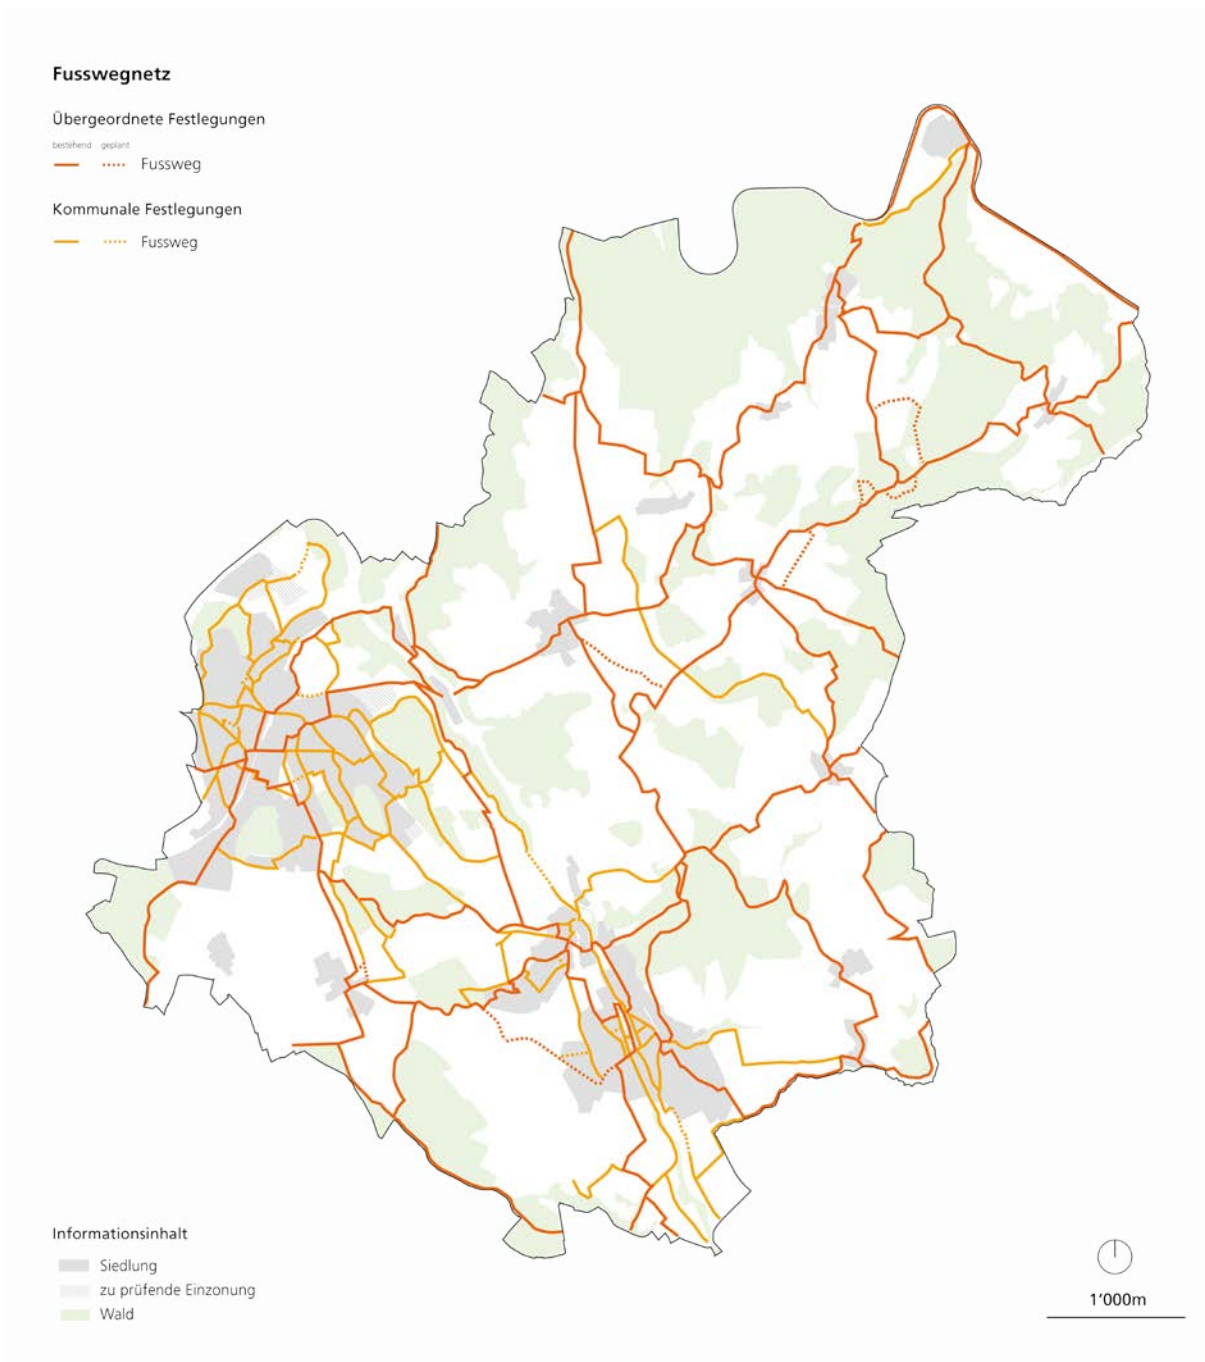 Fusswegnetz
Übergeordnete Festlegungen
bestehend geplant
Fussweg
Kommunale Festlegungen
Fussweg
Informationsinhalt
Siedlung
zu prüfende Einzonung
Wald
1'000m